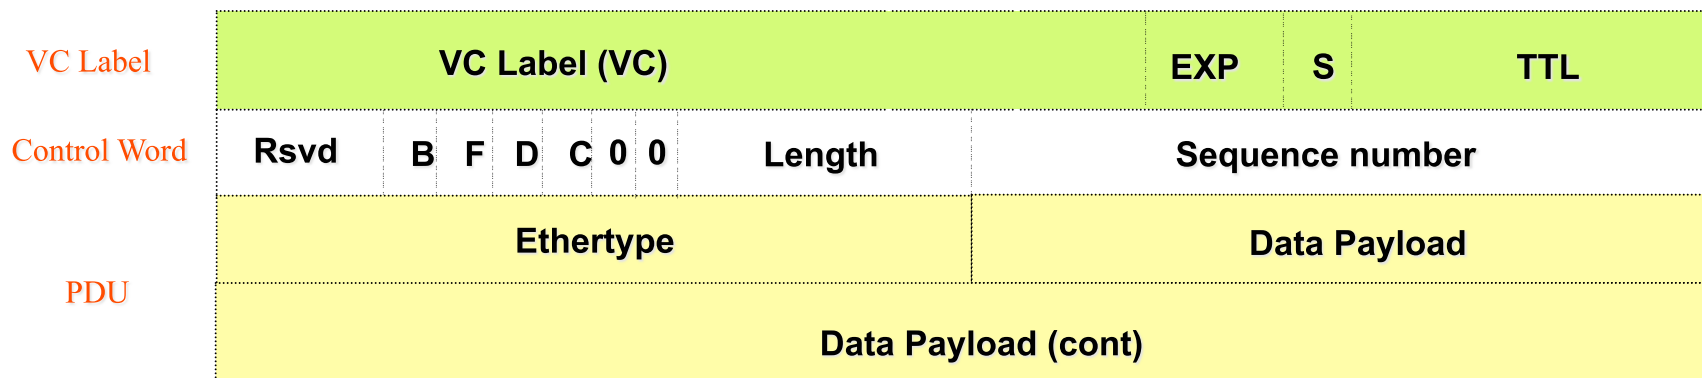 VC Label VC Label (VC) EXP S TTL
Control Word Rsvd B F D C 0 0 Length Sequence number
Ethertype Data Payload
PDU
Data Payload (cont)